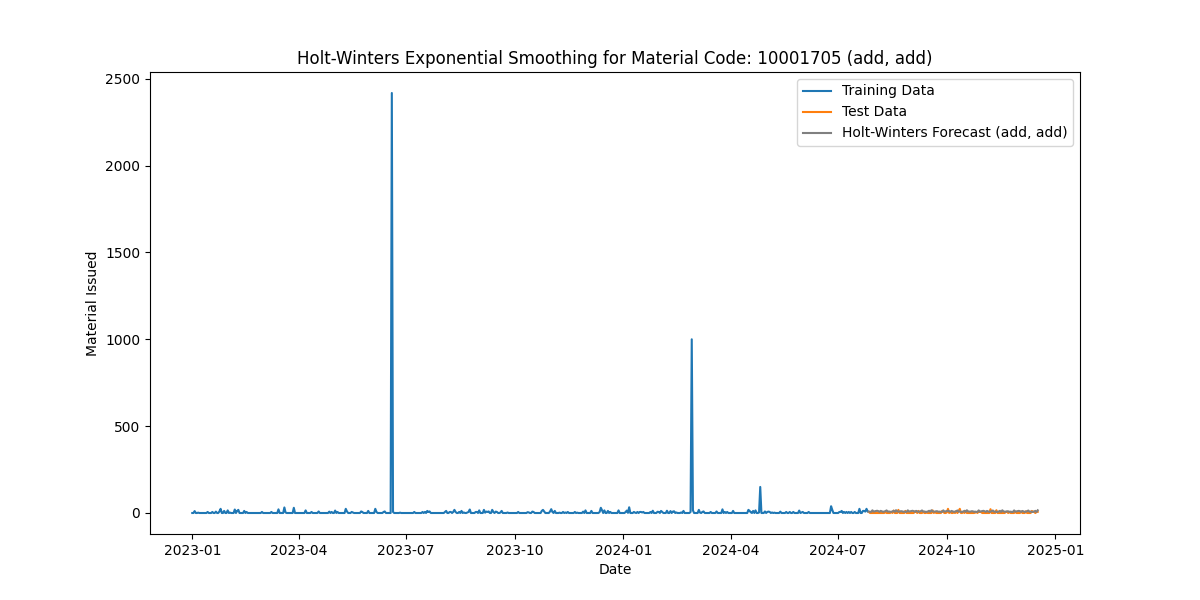 Holt-Winters Exponential Smoothing for Material Code: 10001705 (add, add)
Training Data
Test Data
Holt-Winters Forecast (add, add)
2500
2000
1500
1000
500
0
Material Issued
2023-01 2023-04 2023-07 2023-10 2024-01 2024-04 2024-07 2024-10 2025-01
Date